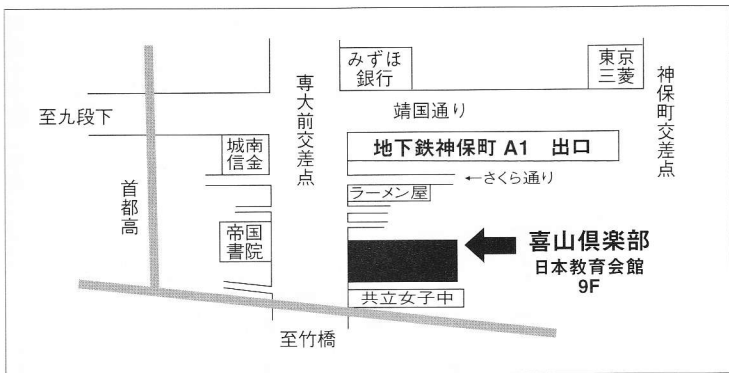 みずほ
銀行
東京
三菱
神保町交差点
専大前交差点
靖国通り
至九段下
城南
信金
地下鉄神保町 A1 出口
←さくら通り
ラーメン屋
首都高
帝国
書院
喜山倶楽部
日本教育会館
9F
共立女子中
至竹橋